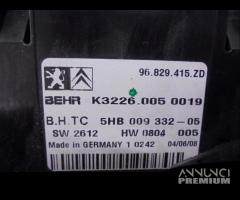 96.829.415.ZD
BEHR K3226.005 0019
B.H.TC 5HB 009 332-05
SW 2612 HW 0804 005
Made in GERMANY 1 0242 04/06/08
ANNUNCI
PREMIUM